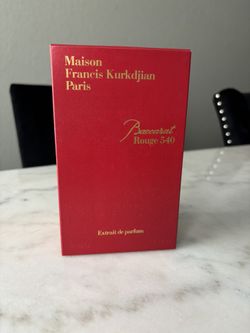 Maison
Francis Kurkdjian
Paris
Baccarat
Rouge 540
Extrait de parfum